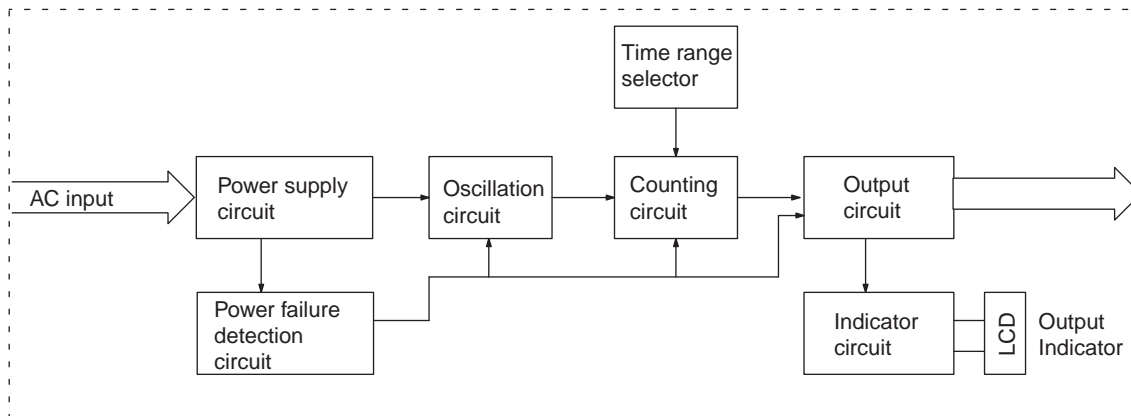 Time range
selector
AC input
Power supply
circuit
Oscillation
circuit
Counting
circuit
Output
circuit
Power failure
detection
circuit
Indicator
circuit
LCD
Output
Indicator